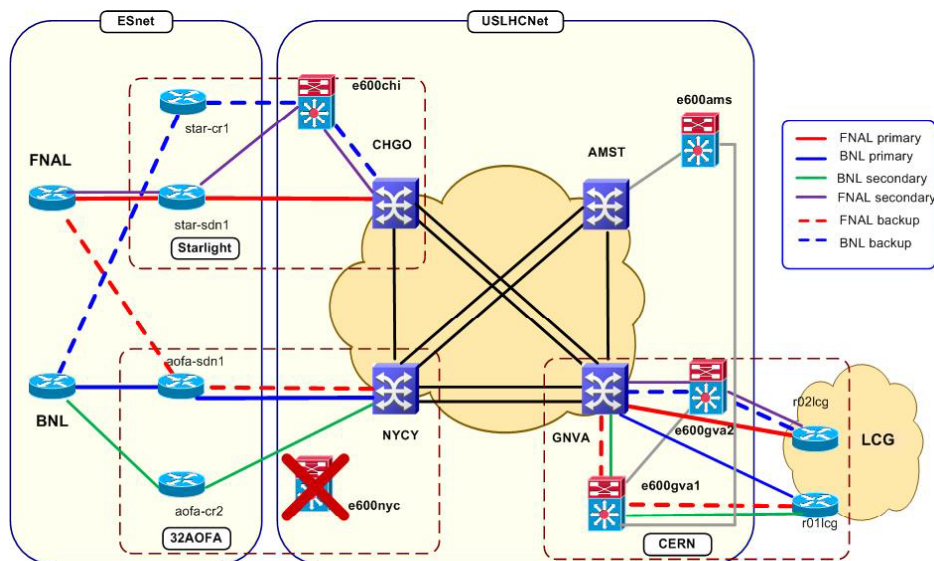 ESnet
USLHCNet
e600chi
e600ams
star-cr1
CHGO
AMST
FNAL
star-sdn1
Starlight
FNAL primary
BNL primary
BNL secondary
FNAL secondary
FNAL backup
BNL backup
aofa-sdn1
BNL
NYCY
GNVA
e600gva2
r02lcg
LCG
e600gva1
aofa-cr2
e600nyc
r01lcg
32AOFA
CERN